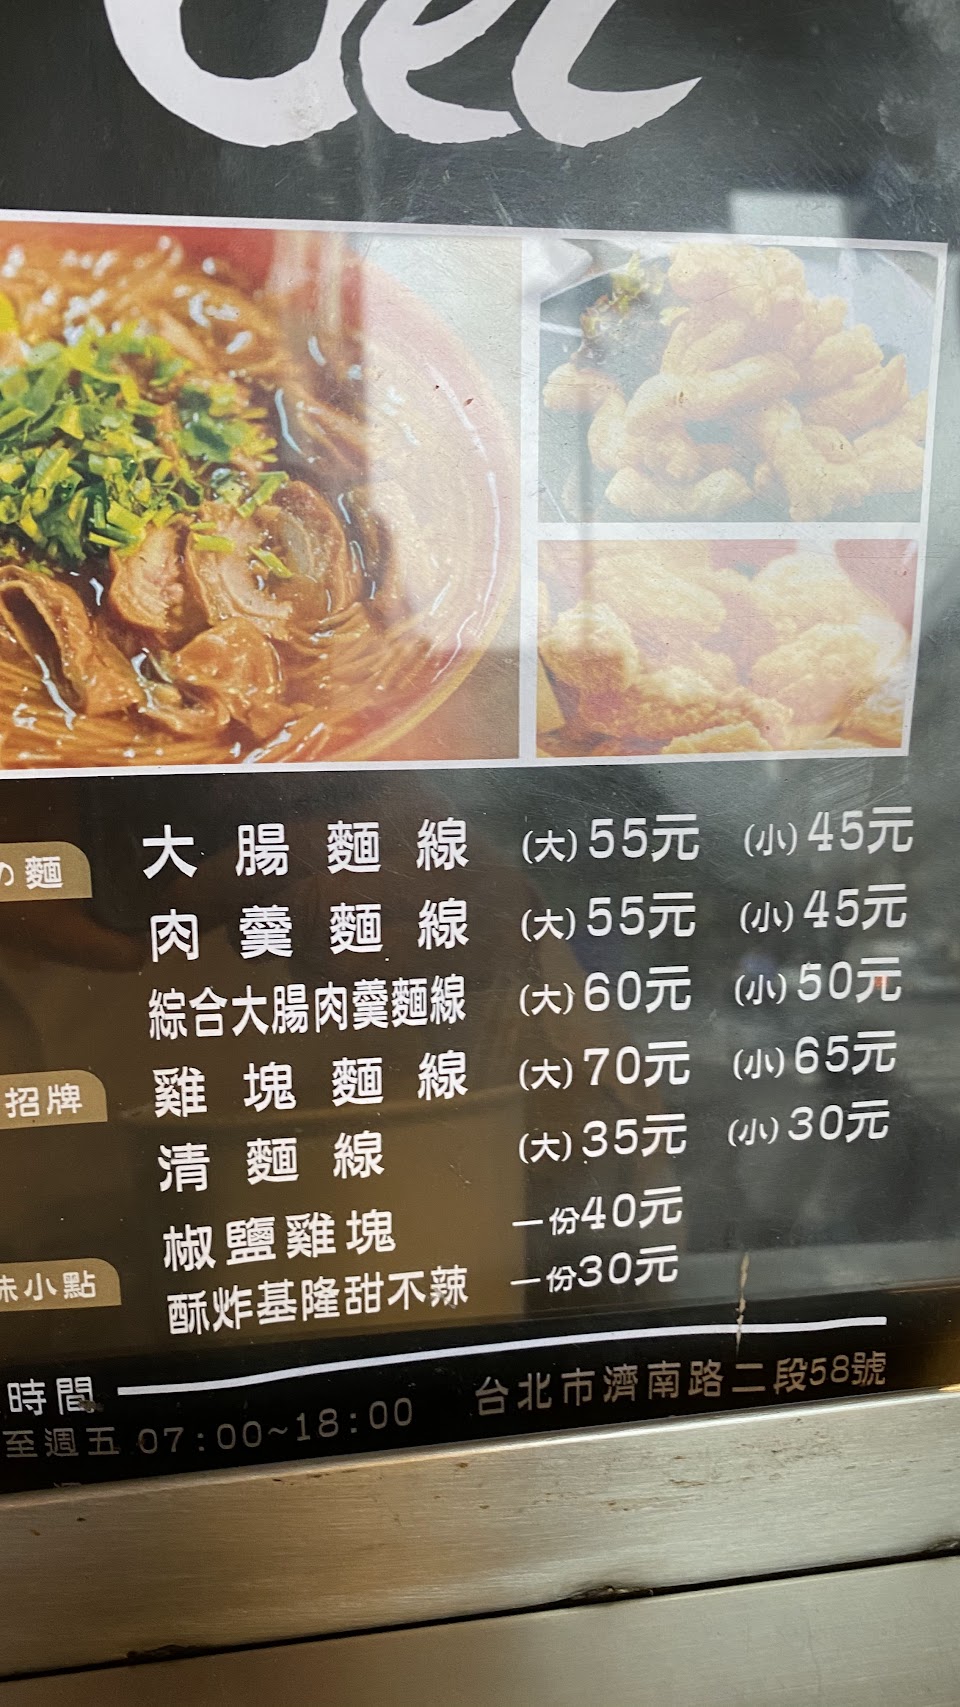 の麵
大腸麵線 (大)55元 (小)45元
肉羹麵線 (大)55元 (小)45元
綜合大腸肉羹麵線 (大)60元 (小)50元
招牌
雞塊麵線 (大)70元 (小)65元
清麵線 (大)35元 (小)30元
椒鹽雞塊 一份40元
味小點
酥炸基隆甜不辣 一份30元
時間
至週五 07:00~18:00
台北市濟南路二段58號